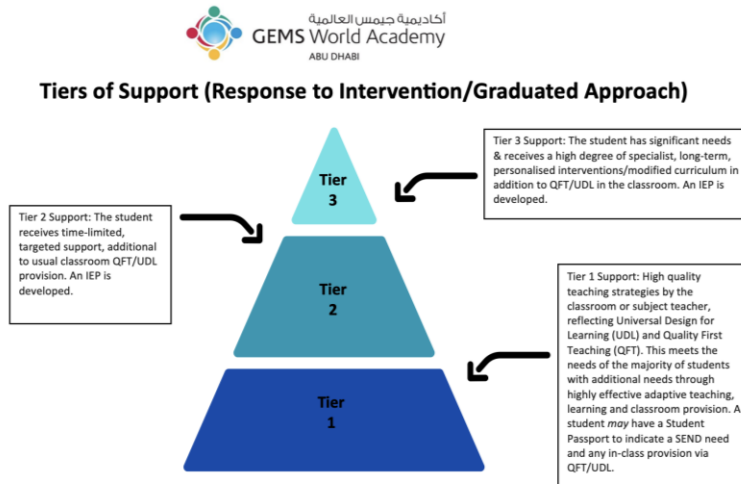 أكاديمية جيمس العالمية
GEMS World Academy
ABU DHABI
Tiers of Support (Response to Intervention/Graduated Approach)
Tier 3 Support: The student has significant needs
& receives a high degree of specialist, long-term,
personalised interventions/modified curriculum in
addition to QFT/UDL in the classroom. An IEP is
developed.
Tier
3
Tier 2 Support: The student
receives time-limited,
targeted support, additional
to usual classroom QFT/UDL
provision. An IEP is
developed.
Tier
2
Tier 1 Support: High quality
teaching strategies by the
classroom or subject teacher,
reflecting Universal Design for
Learning (UDL) and Quality First
Teaching (QFT). This meets the
needs of the majority of students
with additional needs through
highly effective adaptive teaching,
learning and classroom provision. A
student may have a Student
Passport to indicate a SEND need
and any in-class provision via
QFT/UDL.
Tier
1